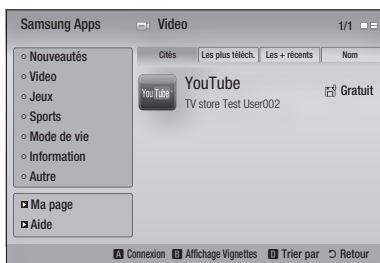 Samsung Apps
Video
1/1
Nouveautés
Video
Jeux
Sports
Mode de vie
Information
Autre
Ma page
Aide
Cités
Les plus téléch.
Les + récents
Nom
You Tube
YouTube
TV store Test User002
Gratuit
A Connexion B Affichage Vignettes D Trier par Retour